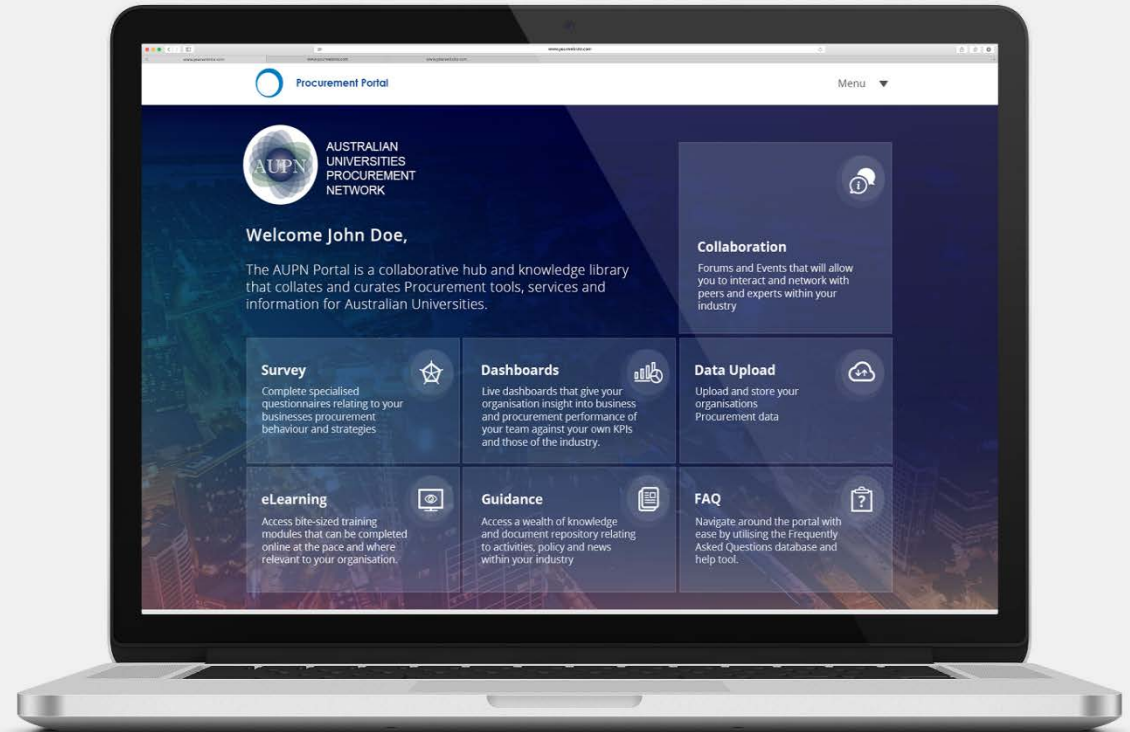 www.yourwebsite.com
Procurement Portal
Menu
AUPN
AUSTRALIAN
UNIVERSITIES
PROCUREMENT
NETWORK
Welcome John Doe,
The AUPN Portal is a collaborative hub and knowledge library
that collates and curates Procurement tools, services and
information for Australian Universities.
Collaboration
Forums and Events that will allow
you to interact and network with
peers and experts within your
industry
Survey
Complete specialised
questionnaires relating to your
businesses procurement
behaviour and strategies
Dashboards
Live dashboards that give your
organisation insight into business
and procurement performance of
your team against your own KPIs
and those of the industry.
Data Upload
Upload and store your
organisations
Procurement data
eLearning
Access bite-sized training
modules that can be completed
online at the pace and where
relevant to your organisation.
Guidance
Access a wealth of knowledge
and document repository relating
to activities, policy and news
within your industry
FAQ
Navigate around the portal with
ease by utilising the Frequently
Asked Questions database and
help tool.